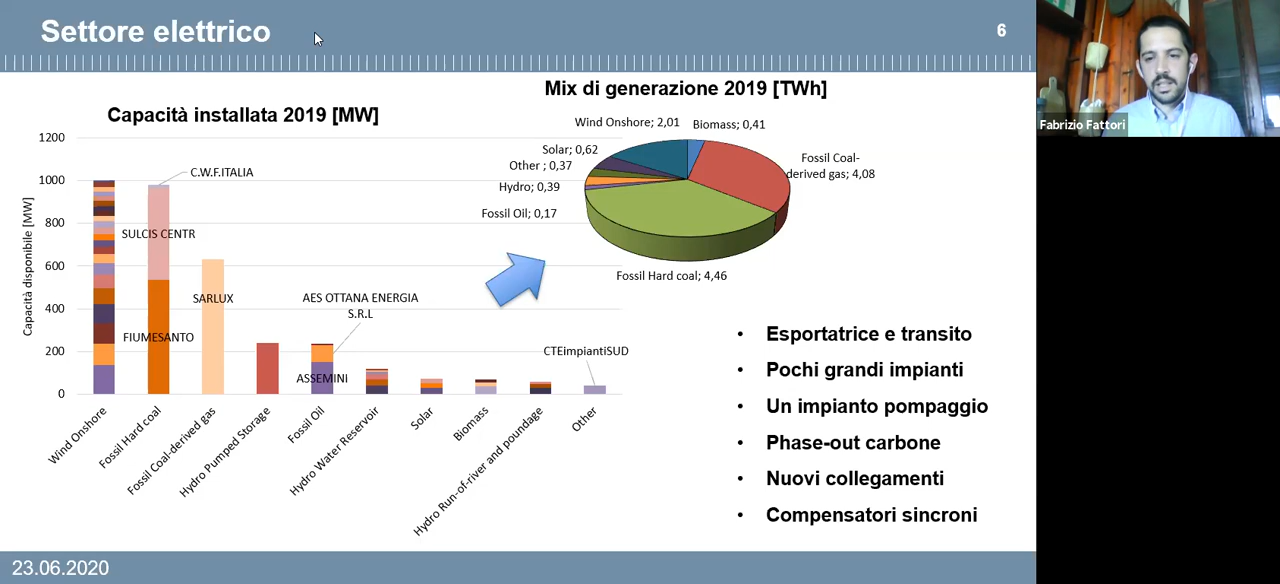 Settore elettrico
6
Capacità installata 2019 [MW]
Capacità disponibile [MW]
1200
1000
800
600
400
200
0
C.W.F.ITALIA
SULCIS CENTR
SARLUX
FIUMESANTO
AES OTTANA ENERGIA
S.R.L
ASSEMINI
CTEimpiantiSUD
Wind Onshore
Fossil Hard coal
Fossil Coal-derived gas
Hydro Pumped Storage
Fossil Oil
Hydro Water Reservoir
Solar
Biomass
Hydro Run-of-river and poundage
Other
Mix di generazione 2019 [TWh]
Wind Onshore; 2,01
Biomass; 0,41
Solar; 0,62
Other ; 0,37
Hydro; 0,39
Fossil Oil; 0,17
Fossil Coal-
derived gas; 4,08
Fossil Hard coal; 4,46
• Esportatrice e transito
• Pochi grandi impianti
• Un impianto pompaggio
• Phase-out carbone
• Nuovi collegamenti
• Compensatori sincroni
23.06.2020
Fabrizio Fattori